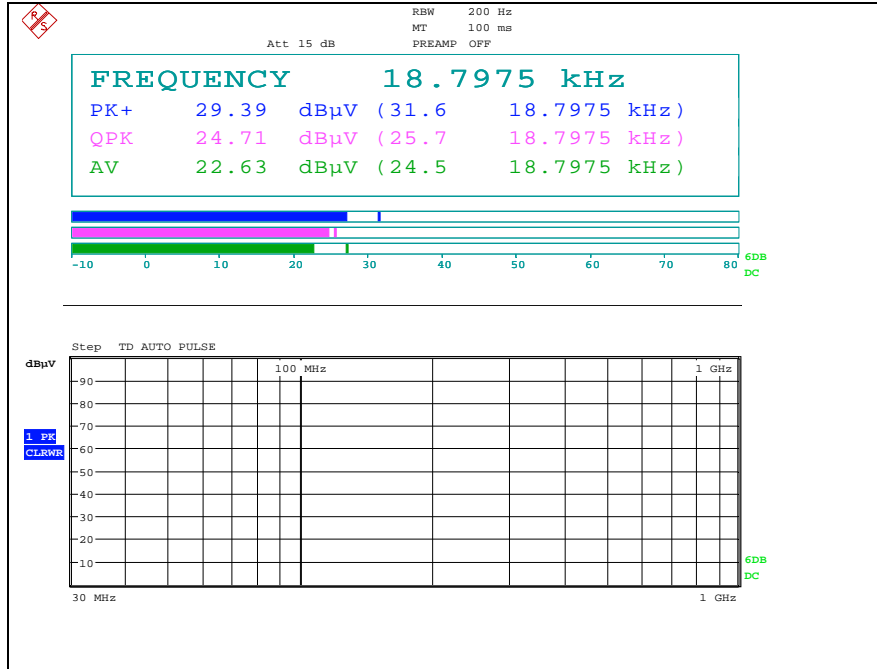 R S
RBW 200 Hz
MT 100 ms
Att 15 dB PREAMP OFF
FREQUENCY 18.7975 kHz
PK+ 29.39 dBµV (31.6 18.7975 kHz)
QPK 24.71 dBµV (25.7 18.7975 kHz)
AV 22.63 dBµV (24.5 18.7975 kHz)
-10 0 10 20 30 40 50 60 70 80
6DB
DC
Step TD AUTO PULSE
dBµV
100 MHz 1 GHz
90
80
70
1 PK
CLRWR
60
50
40
30
20
10
6DB
DC
30 MHz 1 GHz